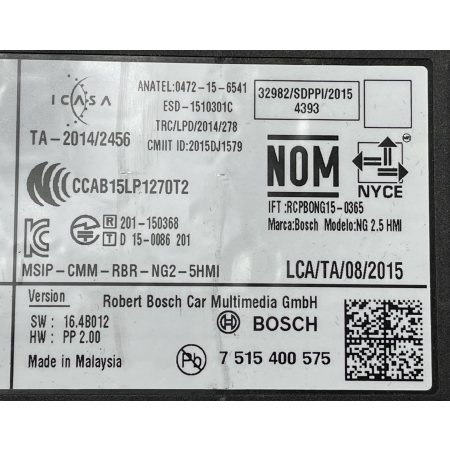 ICASA
TA-2014/2456
ANATEL:0472-15-6541
ESD-1510301C
TRC/LPD/2014/278
CMIIT ID:2015DJ1579
32982/SDPPI/2015
4393
CCAB15LP1270T2
NOM
NYCE
IFT :RCPBONG15-0365
Marca:Bosch Modelo:NG 2.5 HMI
R 201-150368
T D 15-0086 201
MSIP-CMM-RBR-NG2-5HMI
LCA/TA/08/2015
Version
Robert Bosch Car Multimedia GmbH
SW : 16.4B012
HW : PP 2.00
BOSCH
Made in Malaysia
Pb
7 515 400 575